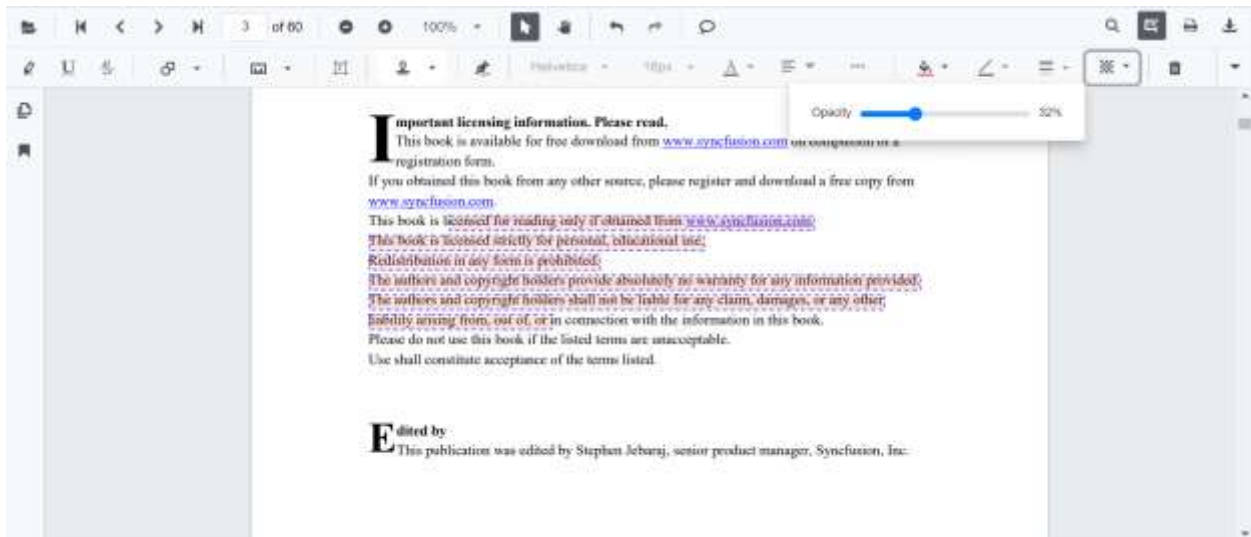 3 of 60 100%
Helvetica 16px
Opacity 32%
Important licensing information. Please read.
This book is available for free download from www.syncfusion.com on completion of a
registration form.
If you obtained this book from any other source, please register and download a free copy from
www.syncfusion.com.
This book is licensed for reading only if obtained from www.syncfusion.com.
This book is licensed strictly for personal, educational use.
Redistribution in any form is prohibited.
The authors and copyright holders provide absolutely no warranty for any information provided.
The authors and copyright holders shall not be liable for any claim, damages, or any other
liability arising from, out of, or in connection with the information in this book.
Please do not use this book if the listed terms are unacceptable.
Use shall constitute acceptance of the terms listed.
Edited by
This publication was edited by Stephen Jebaraj, senior product manager, Syncfusion, Inc.